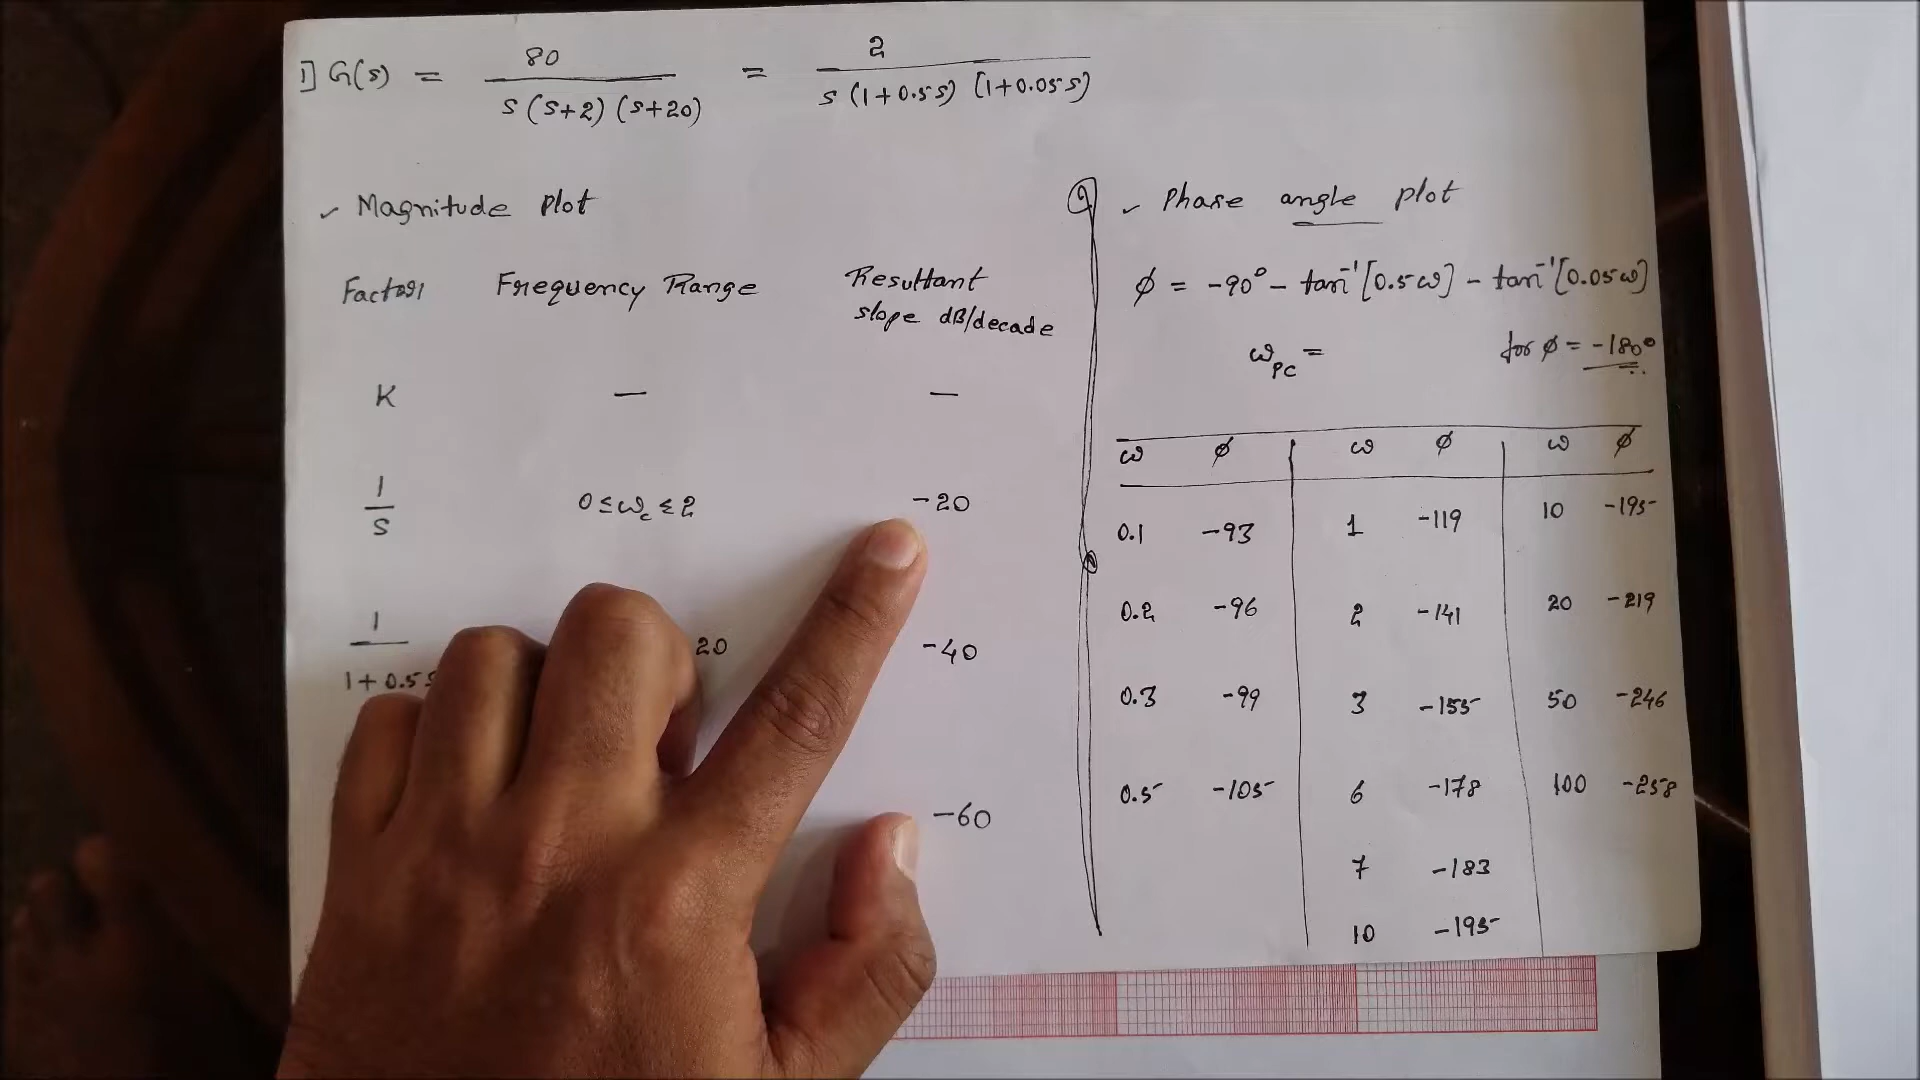 1] G(s) = 80 / s(s+2)(s+20) = 2 / s(1+0.5s)(1+0.05s)
Magnitude Plot
Factor Frequency Range Resultant slope dB/decade
K — —
1/s 0≤ωc≤2 -20
1/1+0.5s 20 -40
-60
② Phase angle plot
φ = -90° - tan⁻¹[0.5ω] - tan⁻¹[0.05ω]
ωpc = for φ = -180°
ω φ ω φ ω φ
0.1 -93 1 -119 10 -195
0.2 -96 2 -141 20 -219
0.3 -99 3 -155 50 -246
0.5 -105 6 -178 100 -258
7 -183
10 -195